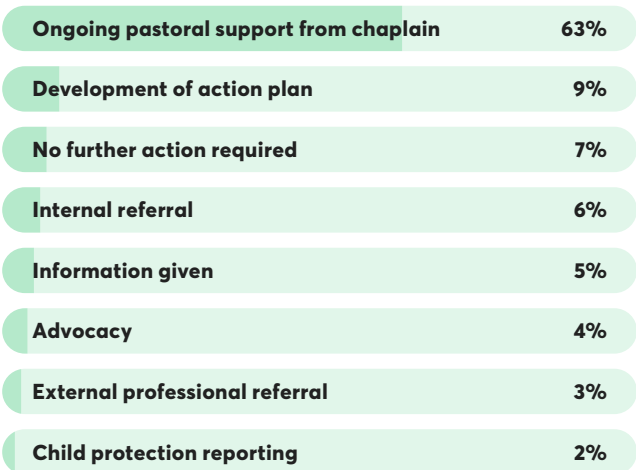 Ongoing pastoral support from chaplain 63%
Development of action plan 9%
No further action required 7%
Internal referral 6%
Information given 5%
Advocacy 4%
External professional referral 3%
Child protection reporting 2%